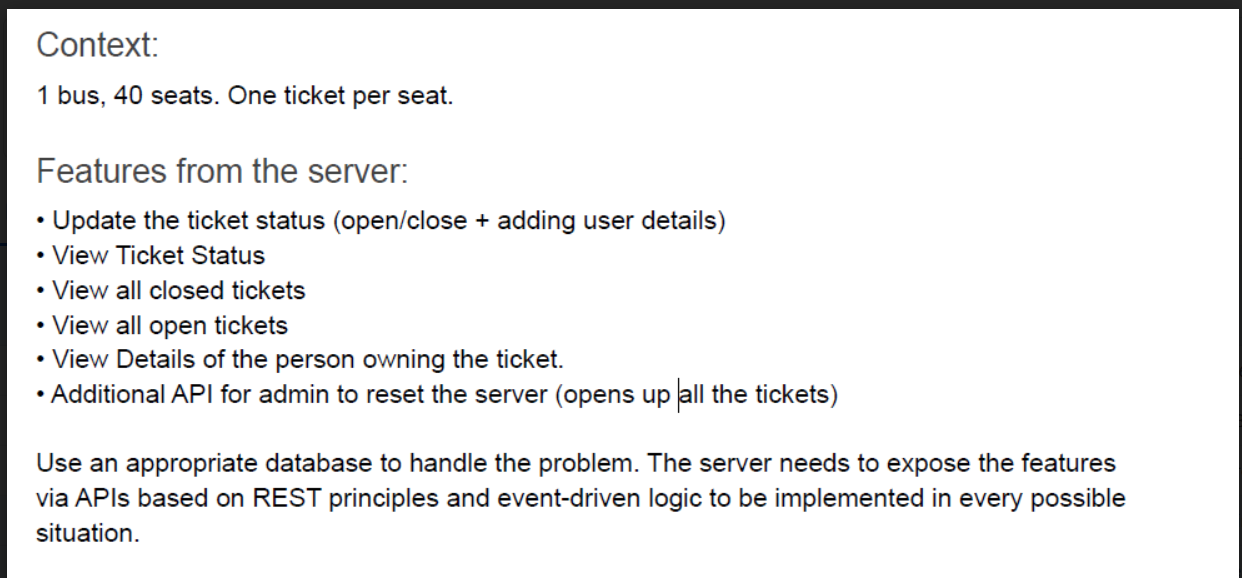 Context:
1 bus, 40 seats. One ticket per seat.
Features from the server:
• Update the ticket status (open/close + adding user details)
• View Ticket Status
• View all closed tickets
• View all open tickets
• View Details of the person owning the ticket.
• Additional API for admin to reset the server (opens up all the tickets)
Use an appropriate database to handle the problem. The server needs to expose the features
via APIs based on REST principles and event-driven logic to be implemented in every possible
situation.